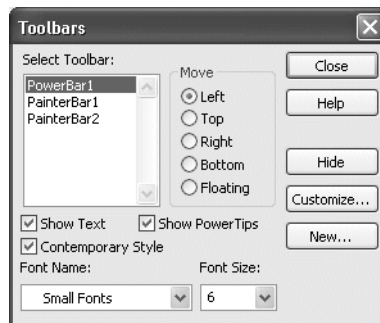 Toolbars
Select Toolbar:
PowerBar1
PainterBar1
PainterBar2
Move
Left
Top
Right
Bottom
Floating
Close
Help
Hide
Customize...
New...
Show Text
Show PowerTips
Contemporary Style
Font Name:
Font Size:
Small Fonts
6